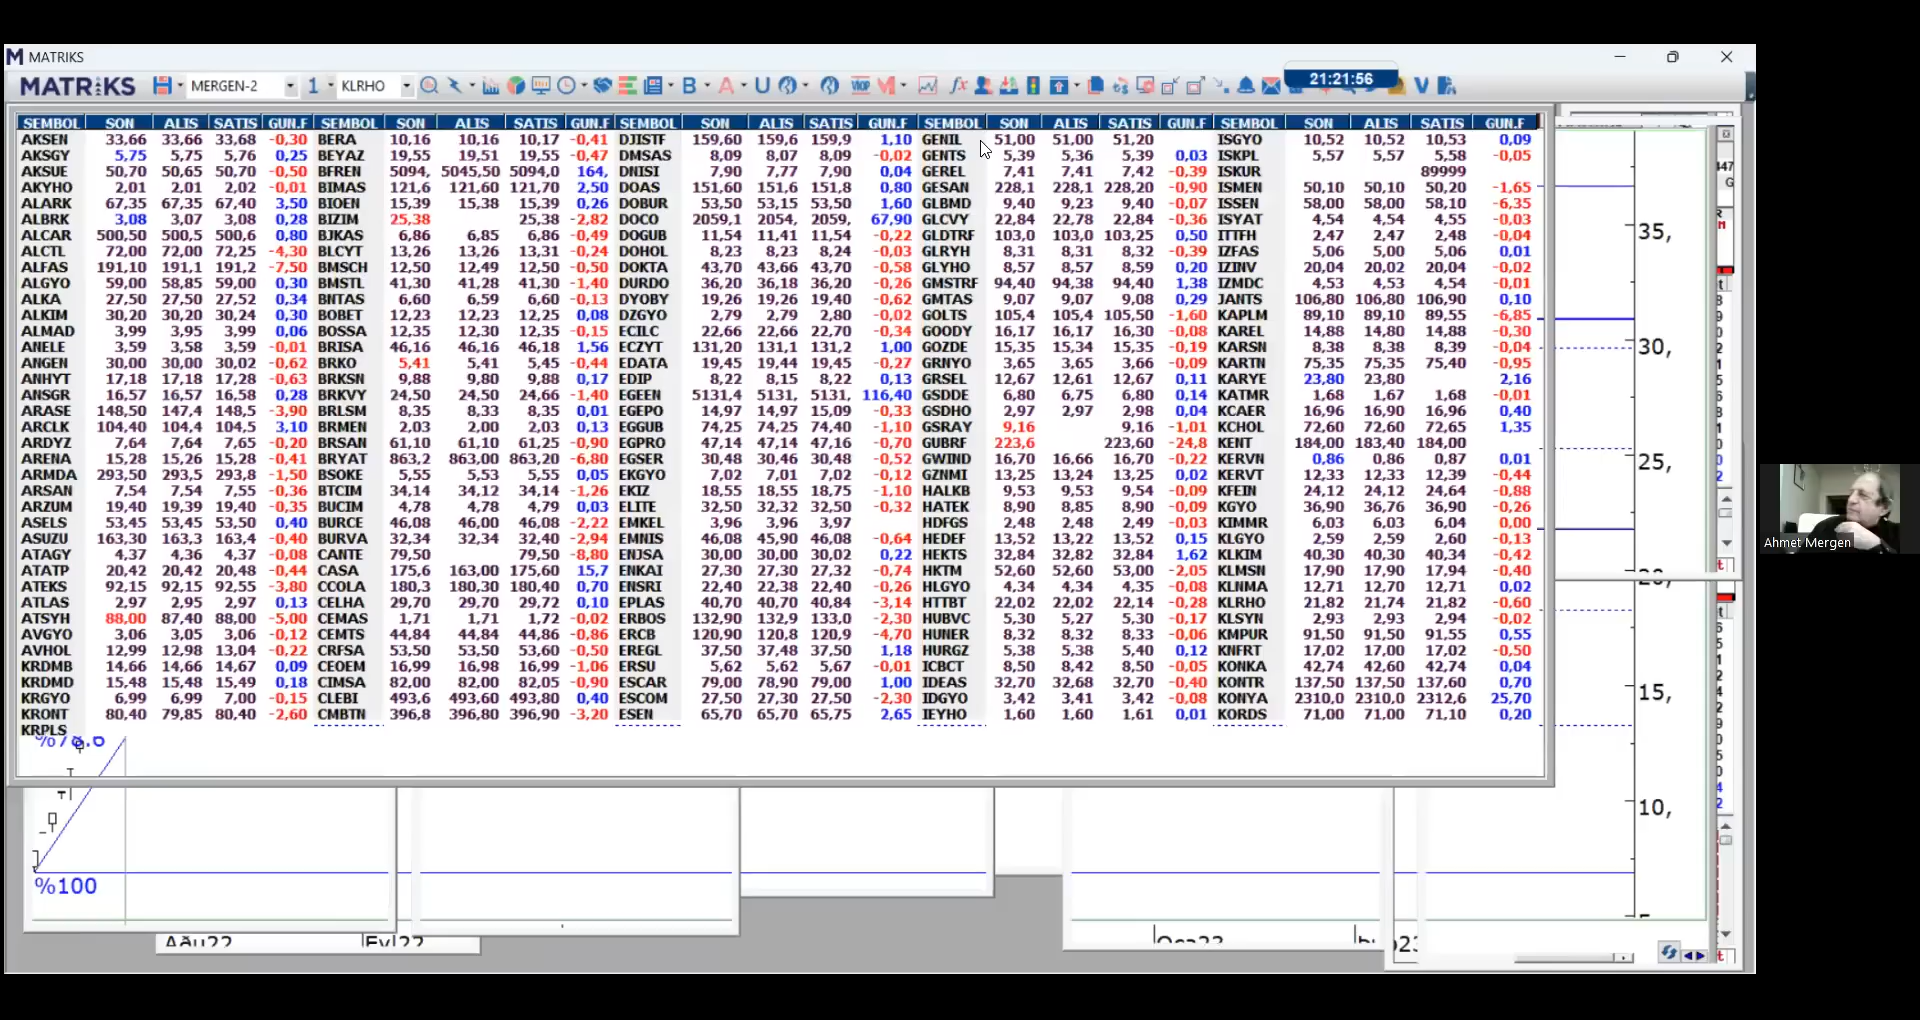 MATRIKS
MATRIKS MERGEN-2 1 KLRHO B A U VIOP M fx V 21:21:56
SEMBOL SON ALIS SATIS GUN.F SEMBOL SON ALIS SATIS GUN.F SEMBOL SON ALIS SATIS GUN.F SEMBOL SON ALIS SATIS GUN.F SEMBOL SON ALIS SATIS GUN.F
AKSEN 33,66 33,66 33,68 -0,30 BERA 10,16 10,16 10,17 -0,41 DJISTF 159,60 159,6 159,9 1,10 GENIL 51,00 51,00 51,20 ISGYO 10,52 10,52 10,53 0,09
AKSGY 5,75 5,75 5,76 0,25 BEYAZ 19,55 19,51 19,55 -0,47 DMSAS 8,09 8,07 8,09 -0,02 GENTS 5,39 5,36 5,39 0,03 ISKPL 5,57 5,57 5,58 -0,05
AKSUE 50,70 50,65 50,70 -0,50 BFREN 5094, 5045,50 5094,0 164, DNISI 7,90 7,77 7,90 0,04 GEREL 7,41 7,41 7,42 -0,39 ISKUR 89999
AKYHO 2,01 2,01 2,02 -0,01 BIMAS 121,6 121,60 121,70 2,50 DOAS 151,60 151,6 151,8 0,80 GESAN 228,1 228,1 228,20 -0,90 ISMEN 50,10 50,10 50,20 -1,65
ALARK 67,35 67,35 67,40 3,50 BIOEN 15,39 15,38 15,39 0,26 DOBUR 53,50 53,15 53,50 1,60 GLBMD 9,40 9,23 9,40 -0,07 ISSEN 58,00 58,00 58,10 -6,35
ALBRK 3,08 3,07 3,08 0,28 BIZIM 25,38 25,38 -2,82 DOCO 2059,1 2054, 2059, 67,90 GLCVY 22,84 22,78 22,84 -0,36 ISYAT 4,54 4,54 4,55 -0,03
ALCAR 500,50 500,5 500,6 0,80 BJKAS 6,86 6,85 6,86 -0,49 DOGUB 11,54 11,41 11,54 -0,22 GLDTRF 103,0 103,0 103,25 0,50 ITTFH 2,47 2,47 2,48 -0,04
ALCTL 72,00 72,00 72,25 -4,30 BLCYT 13,26 13,26 13,31 -0,24 DOHOL 8,23 8,23 8,24 -0,03 GLRYH 8,31 8,31 8,32 -0,39 IZFAS 5,06 5,00 5,06 0,01
ALFAS 191,10 191,1 191,2 -7,50 BMSCH 12,50 12,49 12,50 -0,50 DOKTA 43,70 43,66 43,70 -0,58 GLYHO 8,57 8,57 8,59 0,20 IZINV 20,04 20,02 20,04 -0,02
ALGYO 59,00 58,85 59,00 0,30 BMSTL 41,30 41,28 41,30 -1,40 DURDO 36,20 36,18 36,20 -0,26 GMSTRF 94,40 94,38 94,40 1,38 IZMDC 4,53 4,53 4,54 -0,01
ALKA 27,50 27,50 27,52 0,34 BNTAS 6,60 6,59 6,60 -0,13 DYOBY 19,26 19,26 19,40 -0,62 GMTAS 9,07 9,07 9,08 0,29 JANTS 106,80 106,80 106,90 0,10
ALKIM 30,20 30,20 30,24 0,30 BOBET 12,23 12,23 12,25 0,08 DZGYO 2,79 2,79 2,80 -0,02 GOLTS 105,4 105,4 105,50 -1,60 KAPLM 89,10 89,10 89,55 -6,85
ALMAD 3,99 3,95 3,99 0,06 BOSSA 12,35 12,30 12,35 -0,15 ECILC 22,66 22,66 22,70 -0,34 GOODY 16,17 16,17 16,30 -0,08 KAREL 14,88 14,80 14,88 -0,30
ANELE 3,59 3,58 3,59 -0,01 BRISA 46,16 46,16 46,18 1,56 ECZYT 131,20 131,1 131,2 1,00 GOZDE 15,35 15,34 15,35 -0,19 KARSN 8,38 8,38 8,39 -0,04
ANGEN 30,00 30,00 30,02 -0,62 BRKO 5,41 5,41 5,45 -0,44 EDATA 19,45 19,44 19,45 -0,27 GRNYO 3,65 3,65 3,66 -0,09 KARTN 75,35 75,35 75,40 -0,95
ANHYT 17,18 17,18 17,28 -0,63 BRKSN 9,88 9,80 9,88 0,17 EDIP 8,22 8,15 8,22 0,13 GRSEL 12,67 12,61 12,67 0,11 KARYE 23,80 23,80 2,16
ANSGR 16,57 16,57 16,58 0,28 BRKVY 24,50 24,50 24,66 -1,40 EGEEN 5131,4 5131, 5131, 116,40 GSDDE 6,80 6,75 6,80 0,14 KATMR 1,68 1,67 1,68 -0,01
ARASE 148,50 147,4 148,5 -3,90 BRLSM 8,35 8,33 8,35 0,01 EGEPO 14,97 14,97 15,09 -0,33 GSDHO 2,97 2,97 2,98 0,04 KCAER 16,96 16,90 16,96 0,40
ARCLK 104,40 104,4 104,5 3,10 BRMEN 2,03 2,00 2,03 0,13 EGGUB 74,25 74,25 74,40 -1,10 GSRAY 9,16 9,16 -1,01 KCHOL 72,60 72,60 72,65 1,35
ARDYZ 7,64 7,64 7,65 -0,20 BRSAN 61,10 61,10 61,25 -0,90 EGPRO 47,14 47,14 47,16 -0,70 GUBRF 223,6 223,60 -24,8 KENT 184,00 183,40 184,00
ARENA 15,28 15,26 15,28 -0,41 BRYAT 863,2 863,00 863,20 -6,80 EGSER 30,48 30,46 30,48 -0,52 GWIND 16,70 16,66 16,70 -0,22 KERVN 0,86 0,86 0,87 0,01
ARMDA 293,50 293,5 293,8 -1,50 BSOKE 5,55 5,53 5,55 0,05 EKGYO 7,02 7,01 7,02 -0,12 GZNMI 13,25 13,24 13,25 0,02 KERVT 12,33 12,33 12,39 -0,44
ARSAN 7,54 7,54 7,55 -0,36 BTCIM 34,14 34,12 34,14 -1,26 EKIZ 18,55 18,55 18,75 -1,10 HALKB 9,53 9,53 9,54 -0,09 KFEIN 24,12 24,12 24,64 -0,88
ARZUM 19,40 19,39 19,40 -0,35 BUCIM 4,78 4,78 4,79 0,03 ELITE 32,50 32,32 32,50 -0,32 HATEK 8,90 8,85 8,90 -0,09 KGYO 36,90 36,76 36,90 -0,26
ASELS 53,45 53,45 53,50 0,40 BURCE 46,08 46,00 46,08 -2,22 EMKEL 3,96 3,96 3,97 HDFGS 2,48 2,48 2,49 -0,03 KIMMR 6,03 6,03 6,04 0,00
ASUZU 163,30 163,3 163,4 -0,40 BURVA 32,34 32,34 32,40 -2,94 EMNIS 46,08 45,90 46,08 -0,64 HEDEF 13,52 13,22 13,52 0,15 KLGYO 2,59 2,59 2,60 -0,13
ATAGY 4,37 4,36 4,37 -0,08 CANTE 79,50 79,50 -8,80 ENJSA 30,00 30,00 30,02 0,22 HEKTS 32,84 32,82 32,84 1,62 KLKIM 40,30 40,30 40,34 -0,42
ATATP 20,42 20,42 20,48 -0,44 CASA 175,6 163,00 175,60 15,7 ENKAI 27,30 27,30 27,32 -0,74 HKTM 52,60 52,60 53,00 -2,05 KLMSN 17,90 17,90 17,94 -0,40
ATEKS 92,15 92,15 92,55 -3,80 CCOLA 180,3 180,30 180,40 0,70 ENSRI 22,40 22,38 22,40 -0,26 HLGYO 4,34 4,34 4,35 -0,08 KLNMA 12,71 12,70 12,71 0,02
ATLAS 2,97 2,95 2,97 0,13 CELHA 29,70 29,70 29,72 0,10 EPLAS 40,70 40,70 40,84 -3,14 HTTBT 22,02 22,02 22,14 -0,28 KLRHO 21,82 21,74 21,82 -0,60
ATSYH 88,00 87,40 88,00 -5,00 CEMAS 1,71 1,71 1,72 -0,02 ERBOS 132,90 132,9 133,0 -2,30 HUBVC 5,30 5,27 5,30 -0,17 KLSYN 2,93 2,93 2,94 -0,02
AVGYO 3,06 3,05 3,06 -0,12 CEMTS 44,84 44,84 44,86 -0,86 ERCB 120,90 120,8 120,9 -4,70 HUNER 8,32 8,32 8,33 -0,06 KMPUR 91,50 91,50 91,55 0,55
AVHOL 12,99 12,98 13,04 -0,22 CRFSA 53,50 53,50 53,60 -0,50 EREGL 37,50 37,48 37,50 1,18 HURGZ 5,38 5,38 5,40 0,12 KNFRT 17,02 17,00 17,02 -0,50
KRDMB 14,66 14,66 14,67 0,09 CEOEM 16,99 16,98 16,99 -1,06 ERSU 5,62 5,62 5,67 -0,01 ICBCT 8,50 8,42 8,50 -0,05 KONKA 42,74 42,60 42,74 0,04
KRDMD 15,48 15,48 15,49 0,18 CIMSA 82,00 82,00 82,05 -0,90 ESCAR 79,00 78,90 79,00 1,00 IDEAS 32,70 32,68 32,70 -0,40 KONTR 137,50 137,50 137,60 0,70
KRGYO 6,99 6,99 7,00 -0,15 CLEBI 493,6 493,60 493,80 0,40 ESCOM 27,50 27,30 27,50 -2,30 IDGYO 3,42 3,41 3,42 -0,08 KONYA 2310,0 2310,0 2312,6 25,70
KRONT 80,40 79,85 80,40 -2,60 CMBTN 396,8 396,80 396,90 -3,20 ESEN 65,70 65,70 65,75 2,65 IEYHO 1,60 1,60 1,61 0,01 KORDS 71,00 71,00 71,10 0,20
KRPLS
%78.6
%100
35,
30,
25,
15,
10,
Ağu22 Eyl22 Oca23
Ahmet Mergen